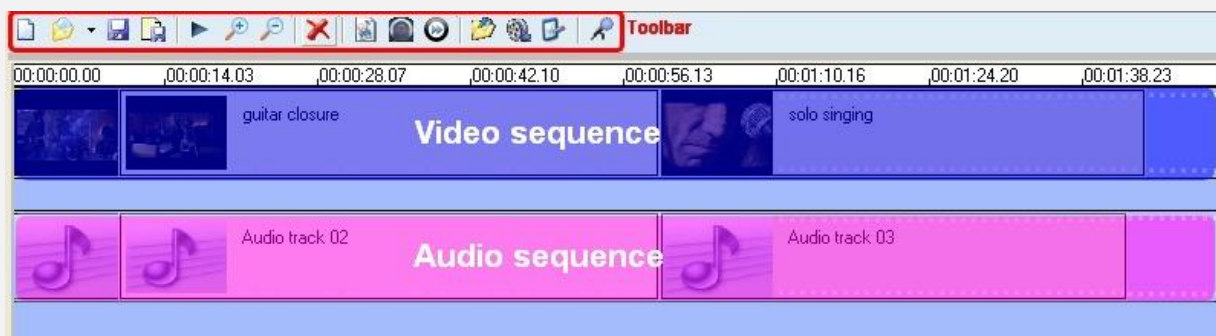 Toolbar
00:00:00.00 00:00:14.03 00:00:28.07 00:00:42.10 00:00:56.13 00:01:10.16 00:01:24.20 00:01:38.23
guitar closure Video sequence solo singing
Audio track 02 Audio sequence Audio track 03